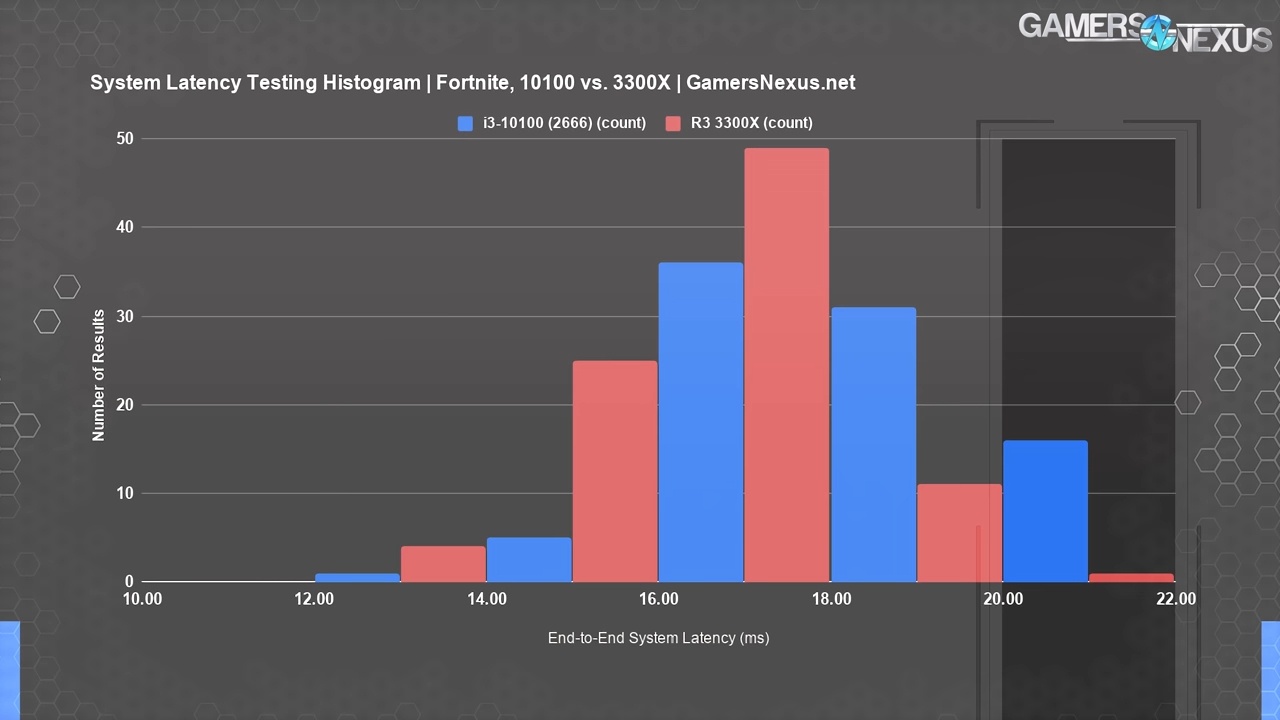 GAMERS NEXUS
System Latency Testing Histogram | Fortnite, 10100 vs. 3300X | GamersNexus.net
i3-10100 (2666) (count) R3 3300X (count)
50
40
30
20
10
0
Number of Results
10.00 12.00 14.00 16.00 18.00 20.00 22.00
End-to-End System Latency (ms)